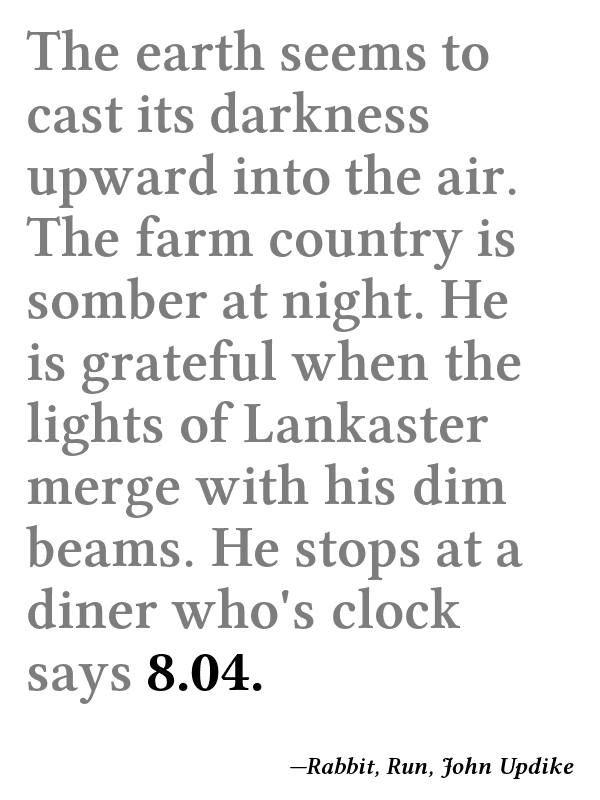 The earth seems to
cast its darkness
upward into the air.
The farm country is
somber at night. He
is grateful when the
lights of Lankaster
merge with his dim
beams. He stops at a
diner who's clock
says 8.04.
—Rabbit, Run, John Updike